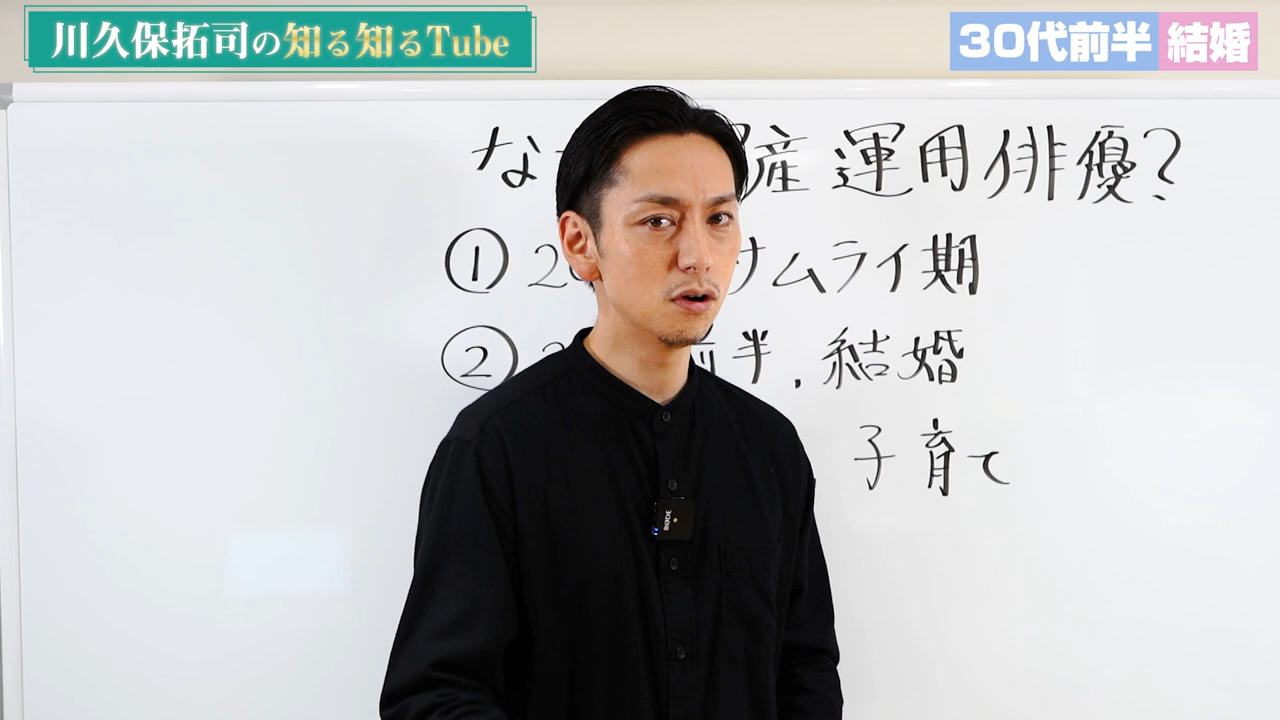 川久保拓司の知る知るTube
30代前半 結婚
な 産運用俳優?
① 2 サムライ期
② 前半、結婚
子育て
RØDE